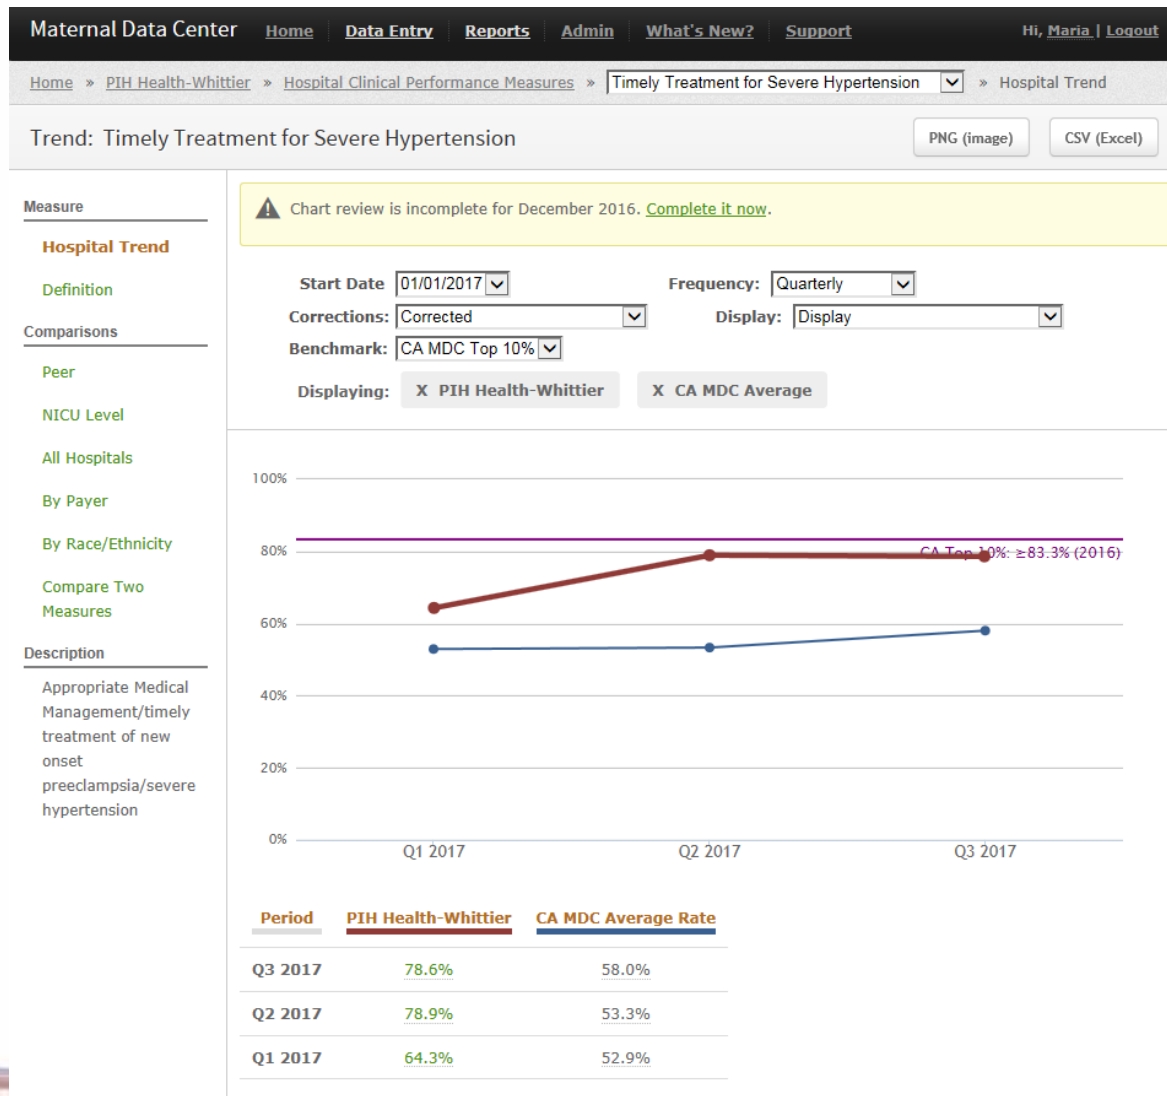 Maternal Data Center Home Data Entry Reports Admin What's New? Support Hi, Maria | Logout
Home » PIH Health-Whittier » Hospital Clinical Performance Measures » Timely Treatment for Severe Hypertension » Hospital Trend
Trend: Timely Treatment for Severe Hypertension PNG (image) CSV (Excel)
Measure
Hospital Trend
Definition
Comparisons
Peer
NICU Level
All Hospitals
By Payer
By Race/Ethnicity
Compare Two
Measures
Description
Appropriate Medical
Management/timely
treatment of new
onset
preeclampsia/severe
hypertension
Chart review is incomplete for December 2016. Complete it now.
Start Date 01/01/2017 Frequency: Quarterly
Corrections: Corrected Display: Display
Benchmark: CA MDC Top 10%
Displaying: X PIH Health-Whittier X CA MDC Average
100%
80%
CA Top 10%: ≥83.3% (2016)
60%
40%
20%
0%
Q1 2017 Q2 2017 Q3 2017
Period PIH Health-Whittier CA MDC Average Rate
Q3 2017 78.6% 58.0%
Q2 2017 78.9% 53.3%
Q1 2017 64.3% 52.9%